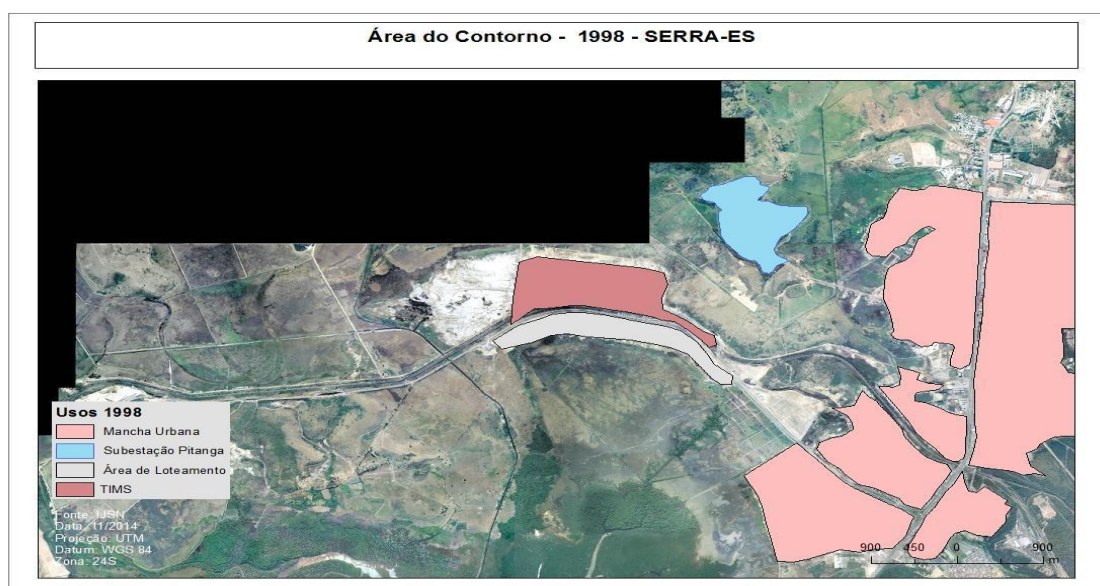 Área do Contorno - 1998 - SERRA-ES
Usos 1998
Mancha Urbana
Subestação Pitanga
Área de Loteamento
TIMS
Fonte: IJSN
Data: 11/2014
Projeção: UTM
Datum: WGS 84
Zona: 24S
N
900 450 0 900
m